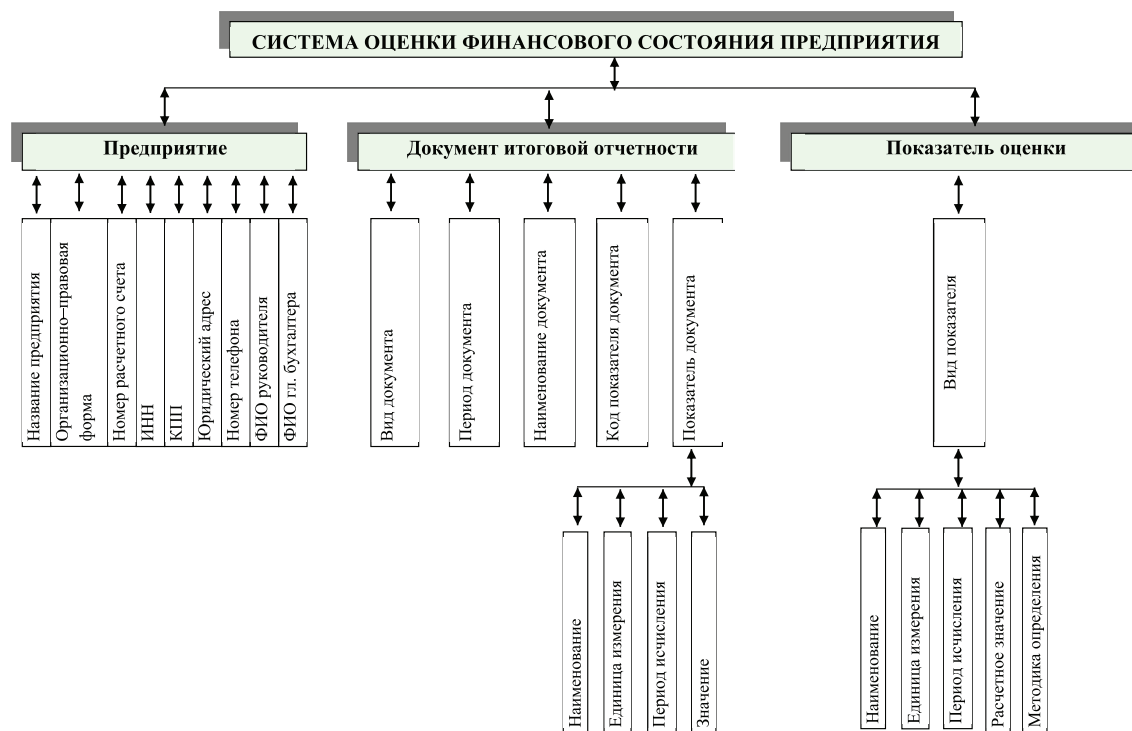 СИСТЕМА ОЦЕНКИ ФИНАНСОВОГО СОСТОЯНИЯ ПРЕДПРИЯТИЯ
Предприятие
Документ итоговой отчетности
Показатель оценки
Название предприятия
Организационно–правовая
форма
Номер расчетного счета
ИНН
КПП
Юридический адрес
Номер телефона
ФИО руководителя
ФИО гл. бухгалтера
Вид документа
Период документа
Наименование документа
Код показателя документа
Показатель документа
Вид показателя
Наименование
Единица измерения
Период исчисления
Значение
Наименование
Единица измерения
Период исчисления
Расчетное значение
Методика определения